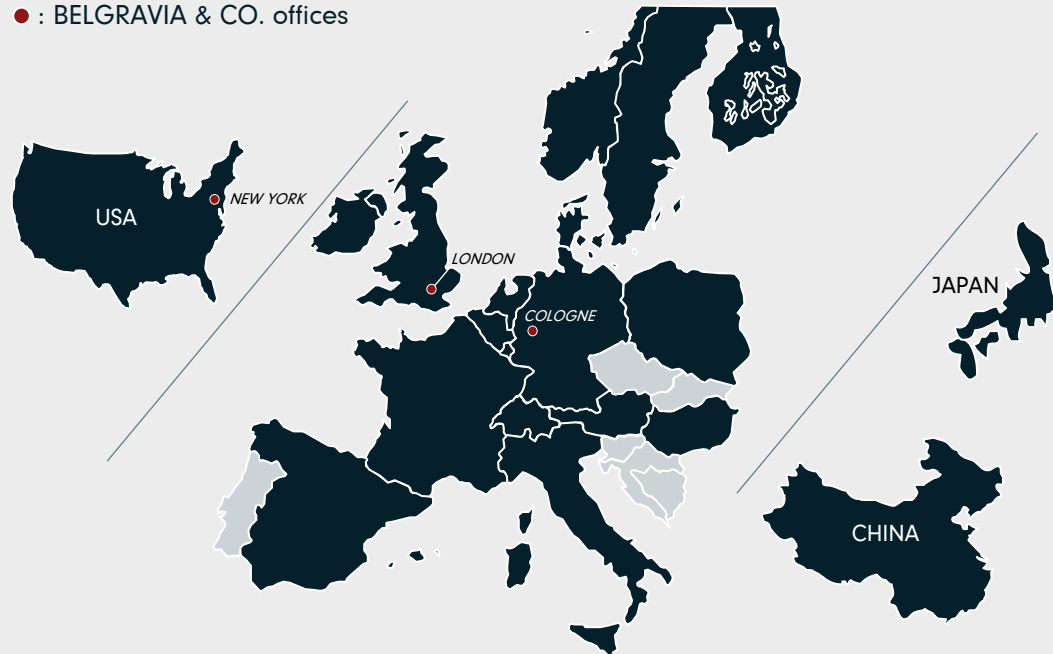 : BELGRAVIA & CO. offices
USA
NEW YORK
LONDON
COLOGNE
JAPAN
CHINA